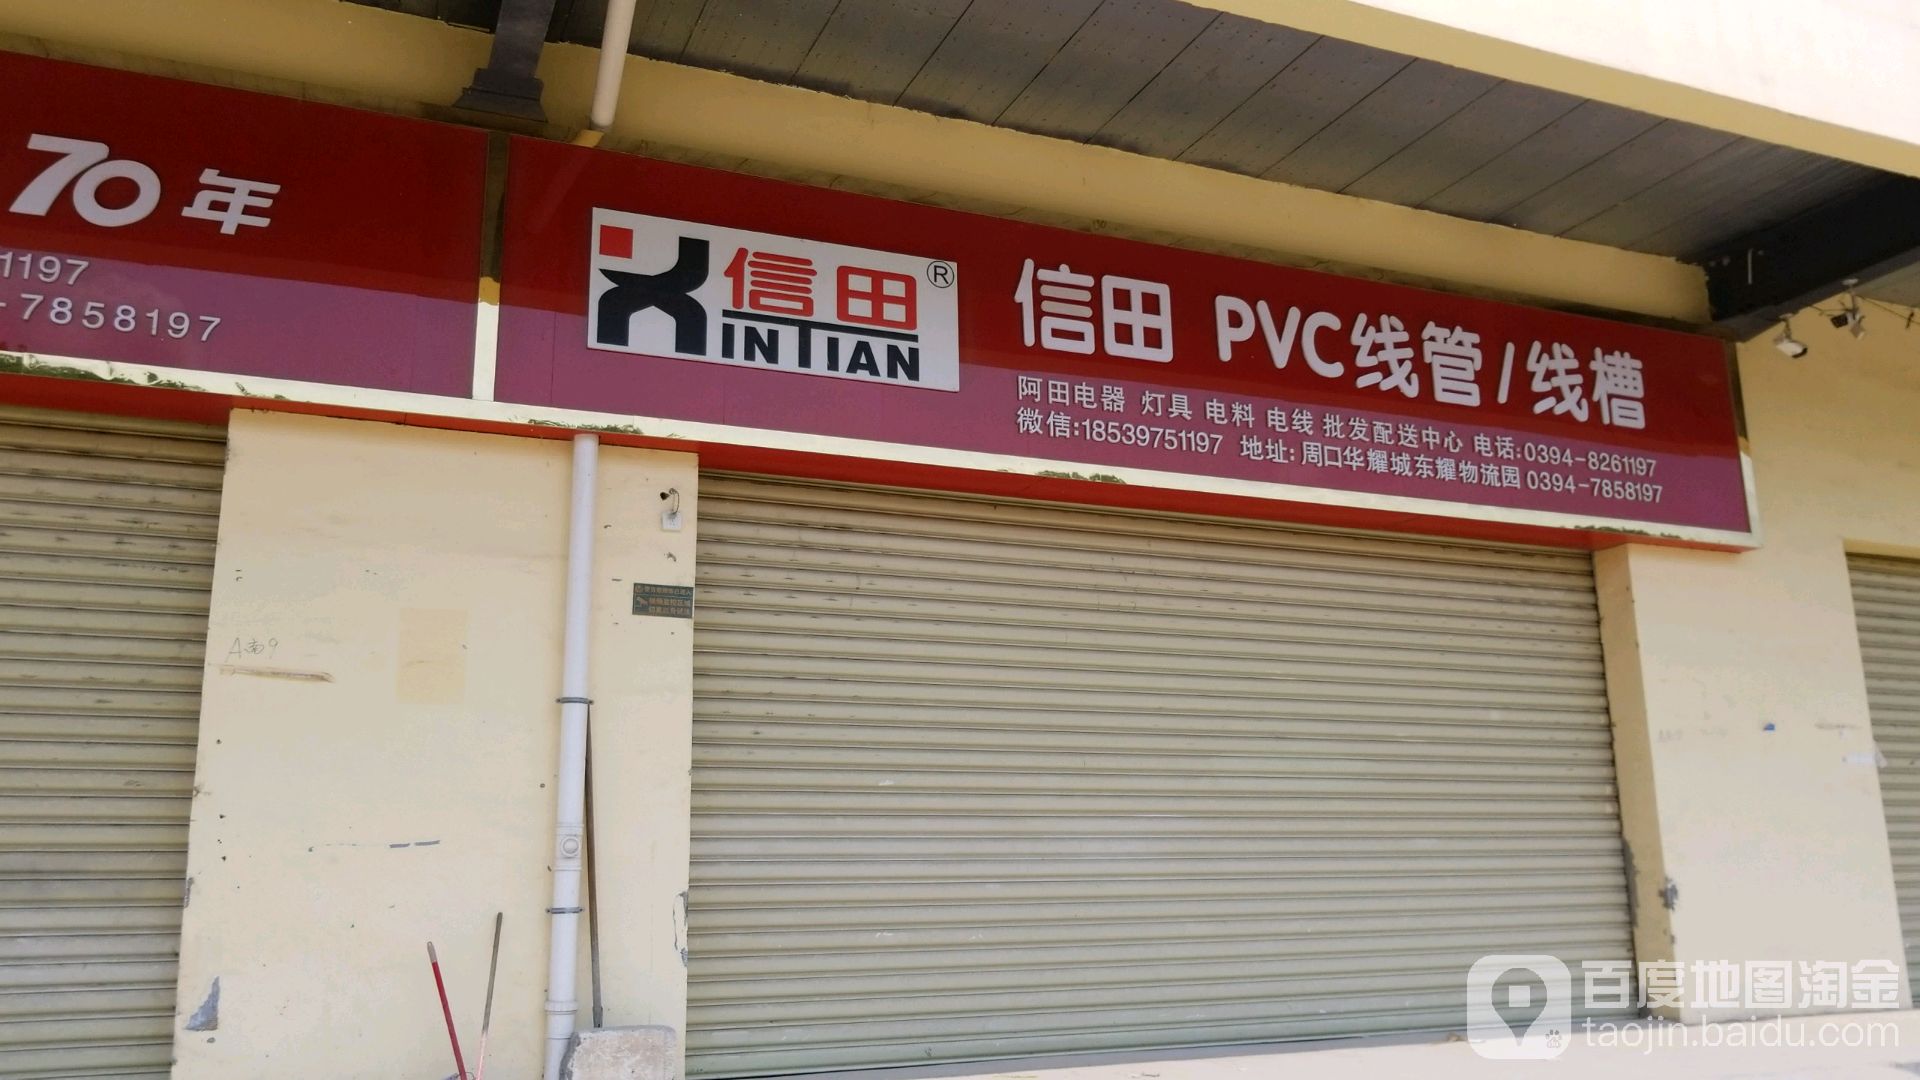 70年
1197
-7858197
信田®
XINTIAN
信田 PVC线管/线槽
阿田电器 灯具 电料 电线 批发配送中心 电话:0394-8261197
微信:18539751197 地址:周口华耀城东耀物流园 0394-7858197
A南9
百度地图淘金
taojin.baidu.com